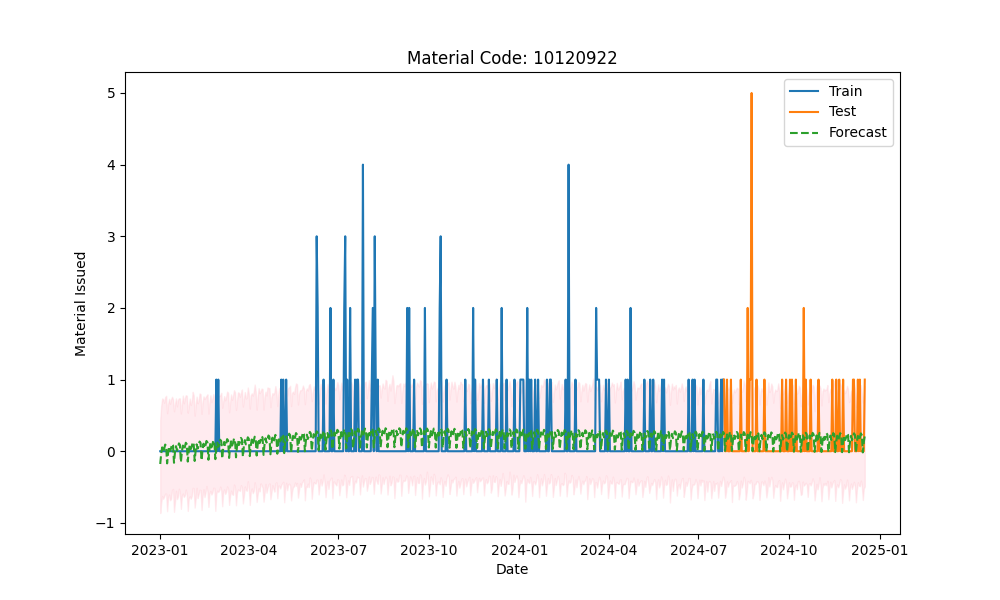 Material Code: 10120922
Train
Test
Forecast
Material Issued
5
4
3
2
1
0
−1
2023-01 2023-04 2023-07 2023-10 2024-01 2024-04 2024-07 2024-10 2025-01
Date